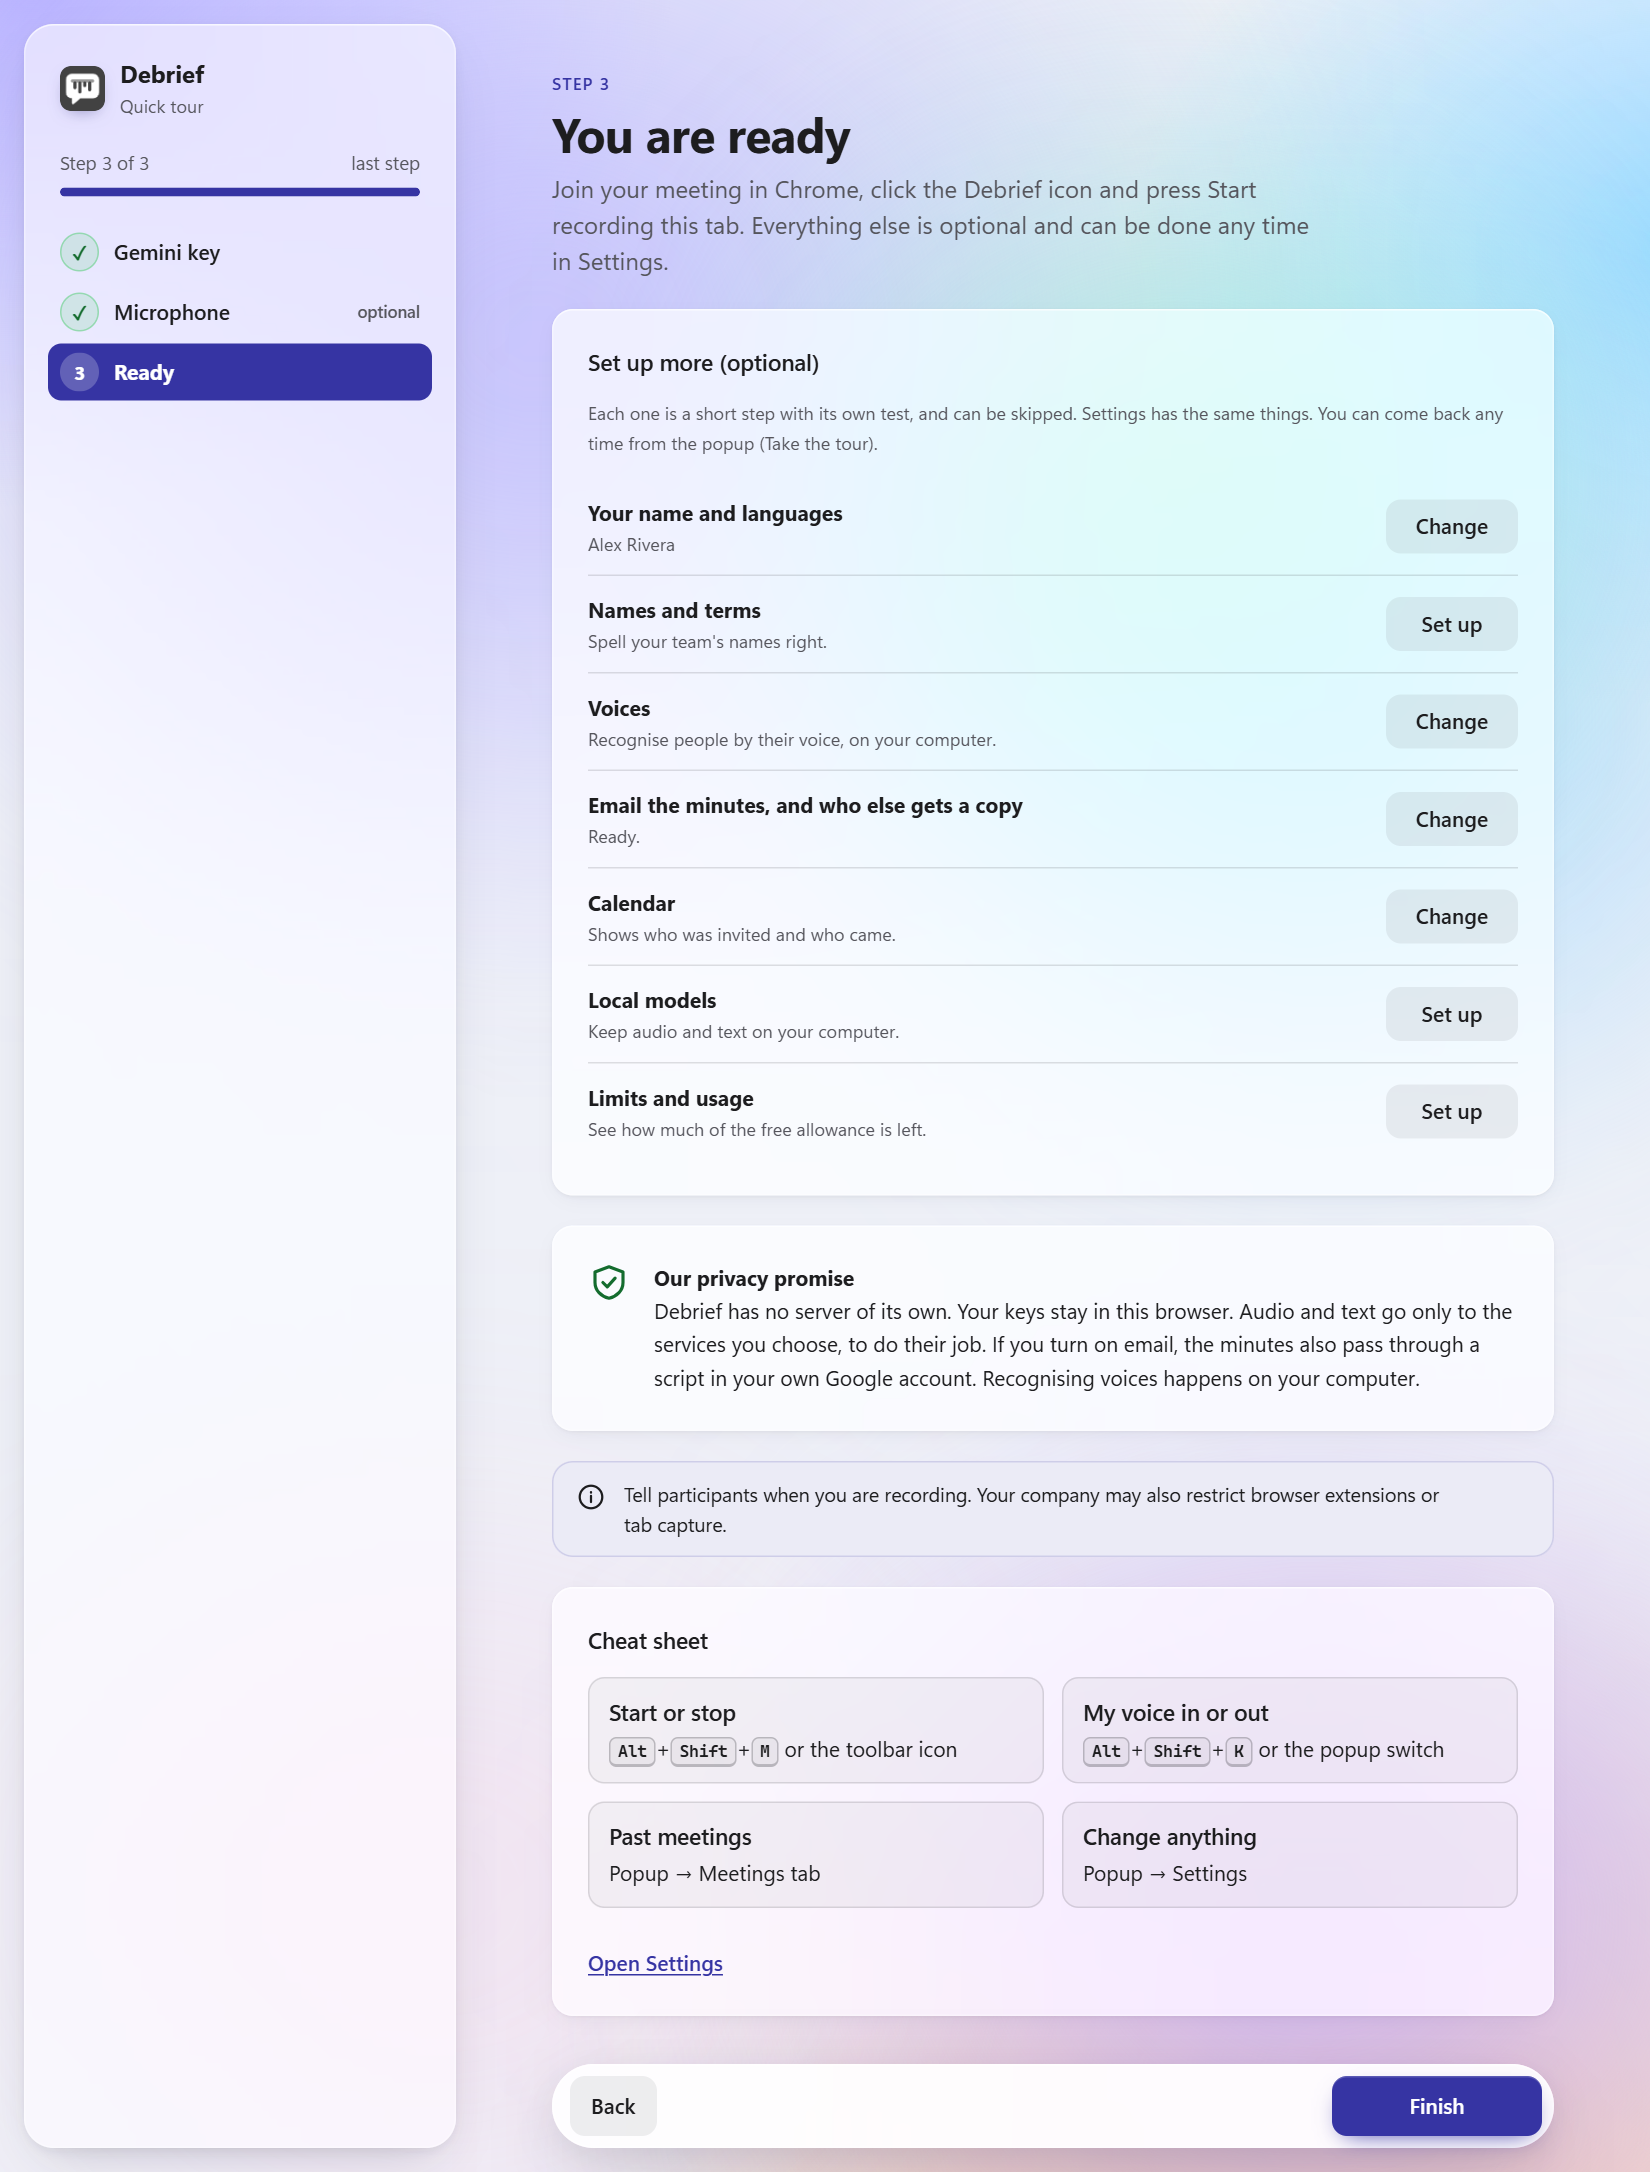 Debrief
Quick tour
Step 3 of 3
last step
✓ Gemini key
✓ Microphone
optional
3 Ready
STEP 3
You are ready
Join your meeting in Chrome, click the Debrief icon and press Start
recording this tab. Everything else is optional and can be done any time
in Settings.
Set up more (optional)
Each one is a short step with its own test, and can be skipped. Settings has the same things. You can come back any
time from the popup (Take the tour).
Your name and languages
Alex Rivera
Change
Names and terms
Spell your team's names right.
Set up
Voices
Recognise people by their voice, on your computer.
Change
Email the minutes, and who else gets a copy
Ready.
Change
Calendar
Shows who was invited and who came.
Change
Local models
Keep audio and text on your computer.
Set up
Limits and usage
See how much of the free allowance is left.
Set up
Our privacy promise
Debrief has no server of its own. Your keys stay in this browser. Audio and text go only to the
services you choose, to do their job. If you turn on email, the minutes also pass through a
script in your own Google account. Recognising voices happens on your computer.
Tell participants when you are recording. Your company may also restrict browser extensions or
tab capture.
Cheat sheet
Start or stop
Alt+Shift+M or the toolbar icon
My voice in or out
Alt+Shift+K or the popup switch
Past meetings
Popup → Meetings tab
Change anything
Popup → Settings
Open Settings
Back
Finish